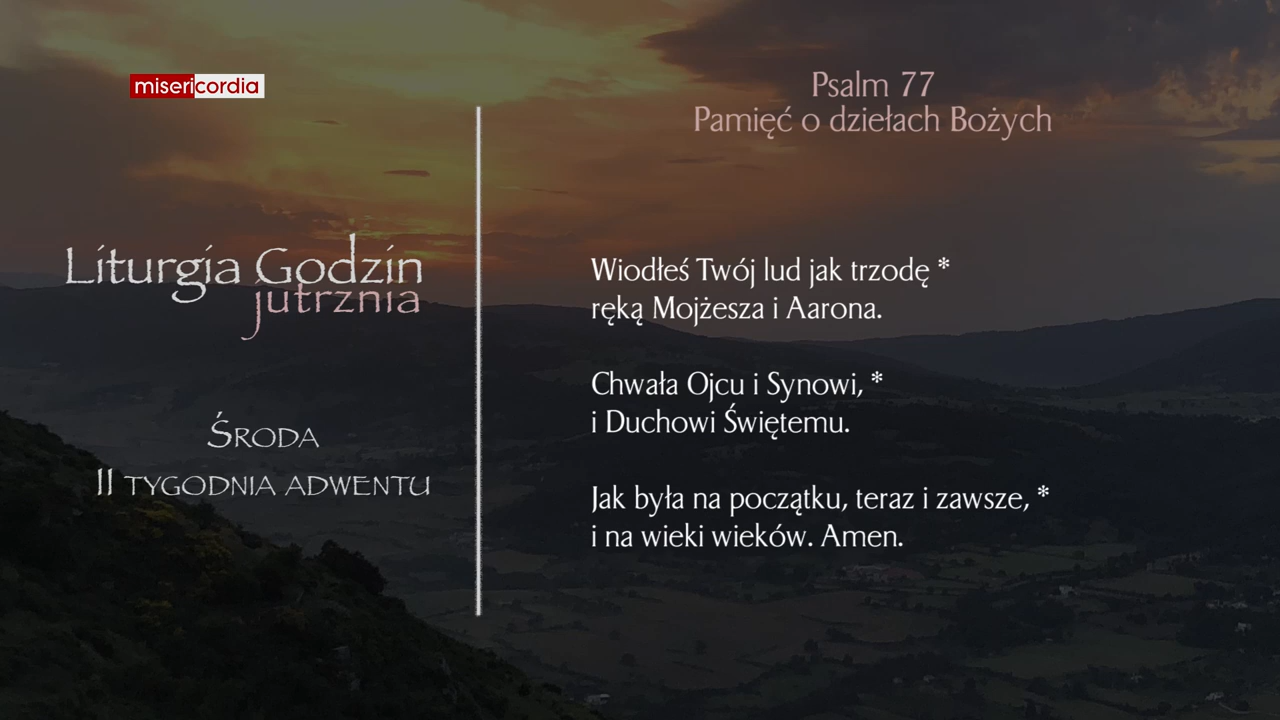 misericordia
Liturgia Godzin
jutrznia
Środa
II tygodnia adwentu
Psalm 77
Pamięć o dziełach Bożych
Wiodłeś Twój lud jak trzodę *
ręką Mojżesza i Aarona.
Chwała Ojcu i Synowi, *
i Duchowi Świętemu.
Jak była na początku, teraz i zawsze, *
i na wieki wieków. Amen.